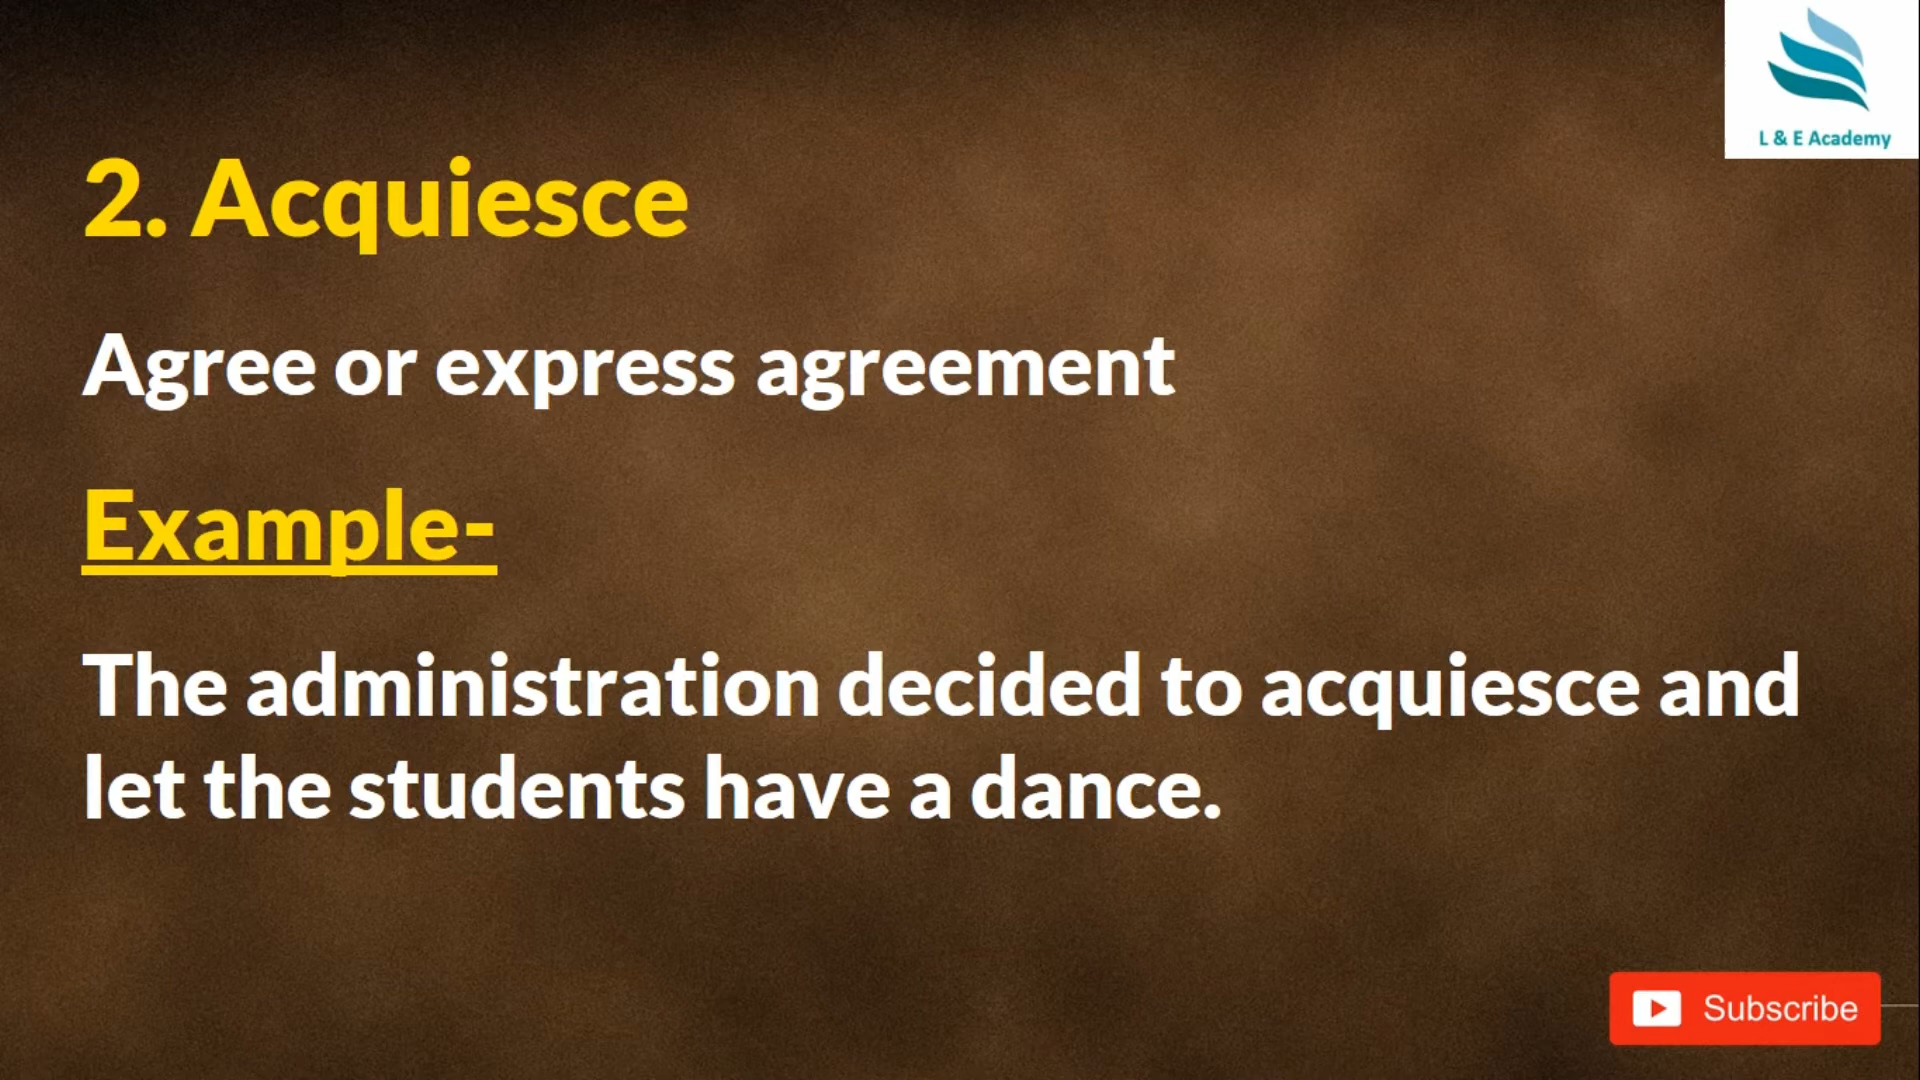 L & E Academy
2. Acquiesce
Agree or express agreement
Example-
The administration decided to acquiesce and
let the students have a dance.
Subscribe